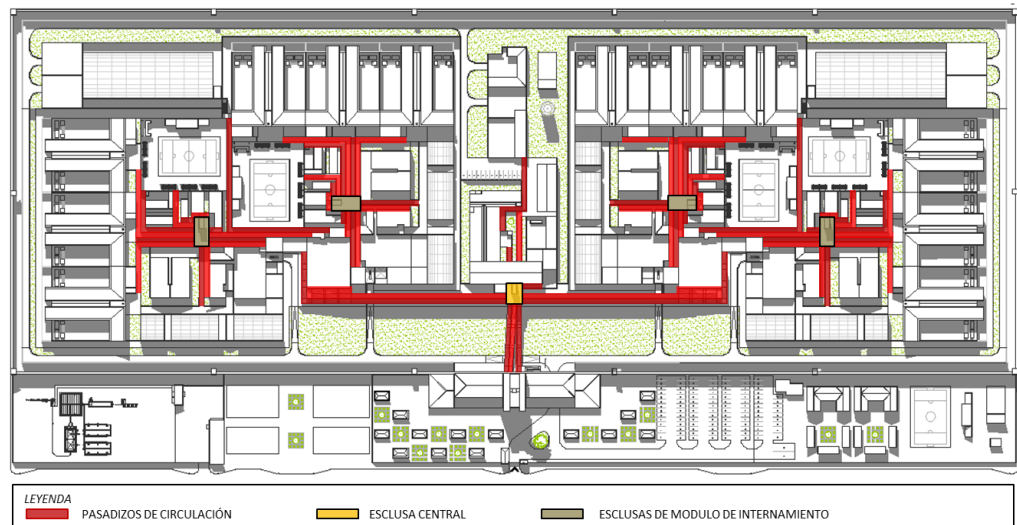 LEYENDA
PASADIZOS DE CIRCULACIÓN ESCLUSA CENTRAL ESCLUSAS DE MODULO DE INTERNAMIENTO